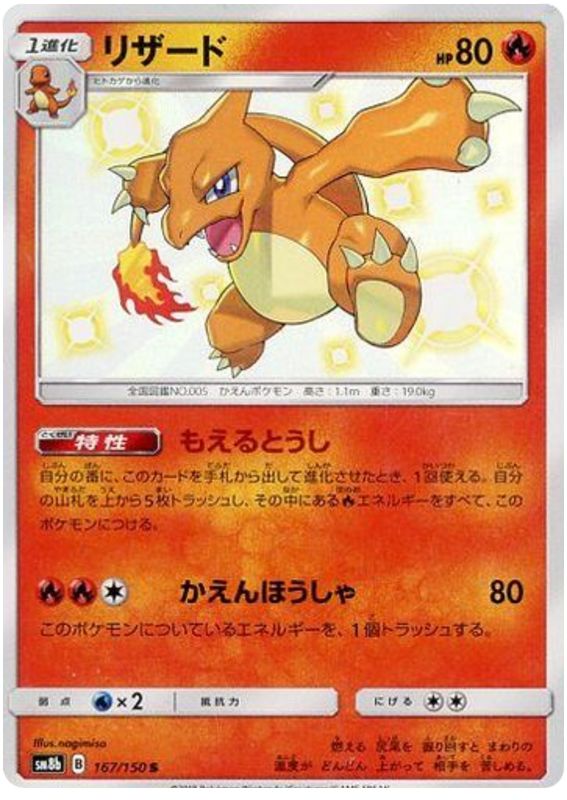 1進化 リザード HP 80
ヒトカゲから進化
全国図鑑NO.005 かえんポケモン 高さ:1.1m 重さ:19.0kg
とくせい 特性 もえるとうし
自分の番に、このカードを手札から出して進化させたとき、1回使える。自分
の山札を上から5枚トラッシュし、その中にあるエネルギーをすべて、この
ポケモンにつける。
かえんほうしゃ 80
このポケモンについているエネルギーを、1個トラッシュする。
弱点 ×2 抵抗力 にげる
Illus.nagimiso
sm8b B 167/150 S
燃える 尻尾を 振り回すと まわりの
温度が どんどん 上がって 相手を 苦しめる。